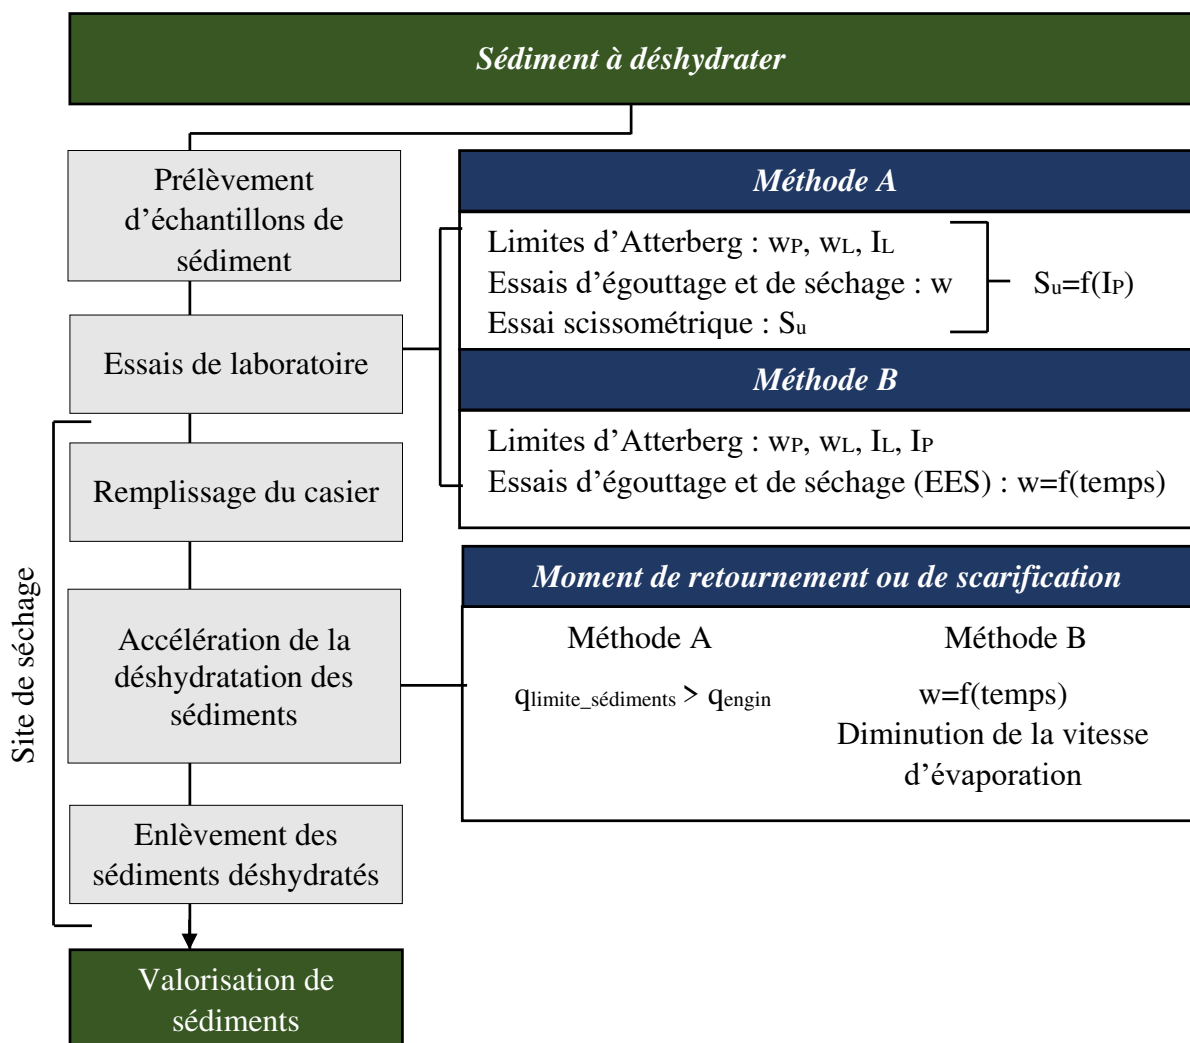 Sédiment à déshydrater
Prélèvement
d'échantillons de
sédiment
Essais de laboratoire
Méthode A
Limites d'Atterberg : wP, wL, IL
Essais d'égouttage et de séchage : w
Essai scissométrique : Su
Su=f(IP)
Méthode B
Limites d'Atterberg : wP, wL, IL, IP
Essais d'égouttage et de séchage (EES) : w=f(temps)
Site de séchage
Remplissage du casier
Accélération de la
déshydratation des
sédiments
Moment de retournement ou de scarification
Méthode A
qlimite_sédiments > qengin
Méthode B
w=f(temps)
Diminution de la vitesse
d'évaporation
Enlèvement des
sédiments déshydratés
Valorisation de
sédiments